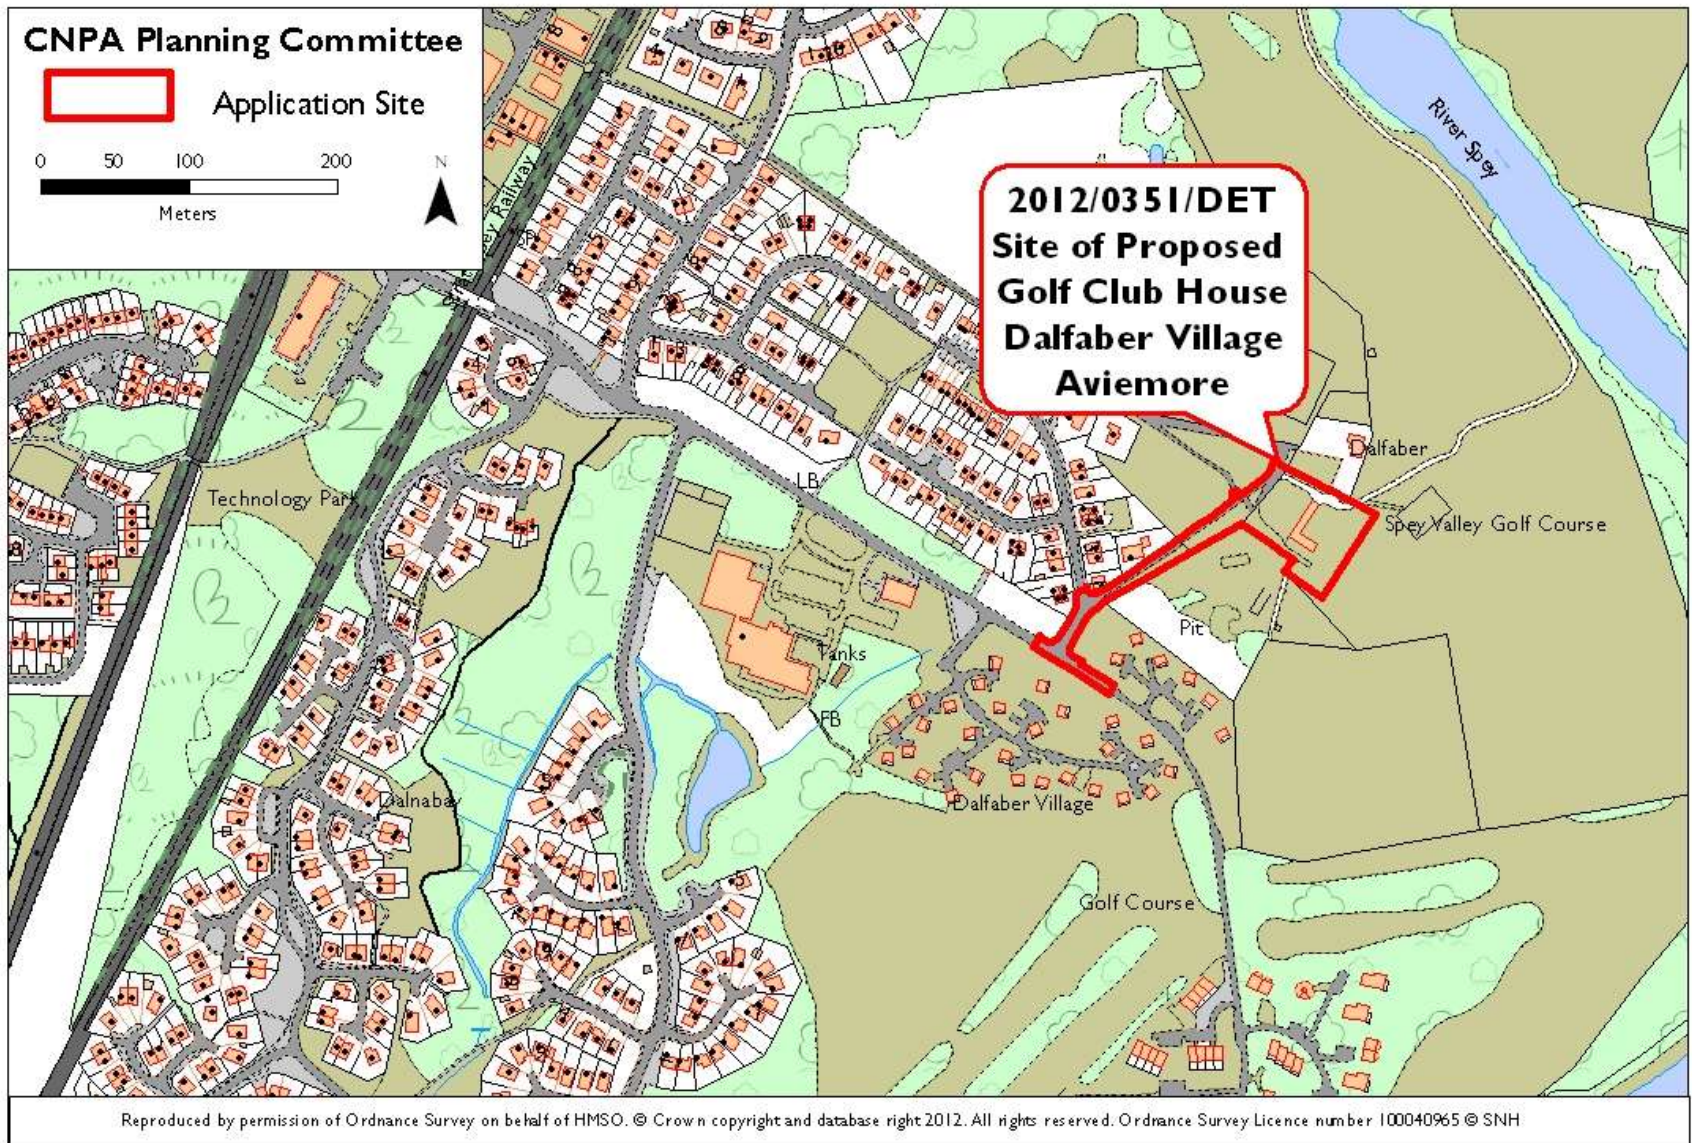 CNPA Planning Committee
Application Site
0 50 100 200
Meters
N
ey Railway
River Spey
2012/0351/DET
Site of Proposed
Golf Club House
Dalfaber Village
Aviemore
Dalfaber
LB
Technology Park
Spey Valley Golf Course
Pit
Tanks
FB
Dalnabay
Dalfaber Village
Golf Course
Reproduced by permission of Ordnance Survey on behalf of HMSO. © Crown copyright and database right 2012. All rights reserved. Ordnance Survey Licence number 100040965 © SNH